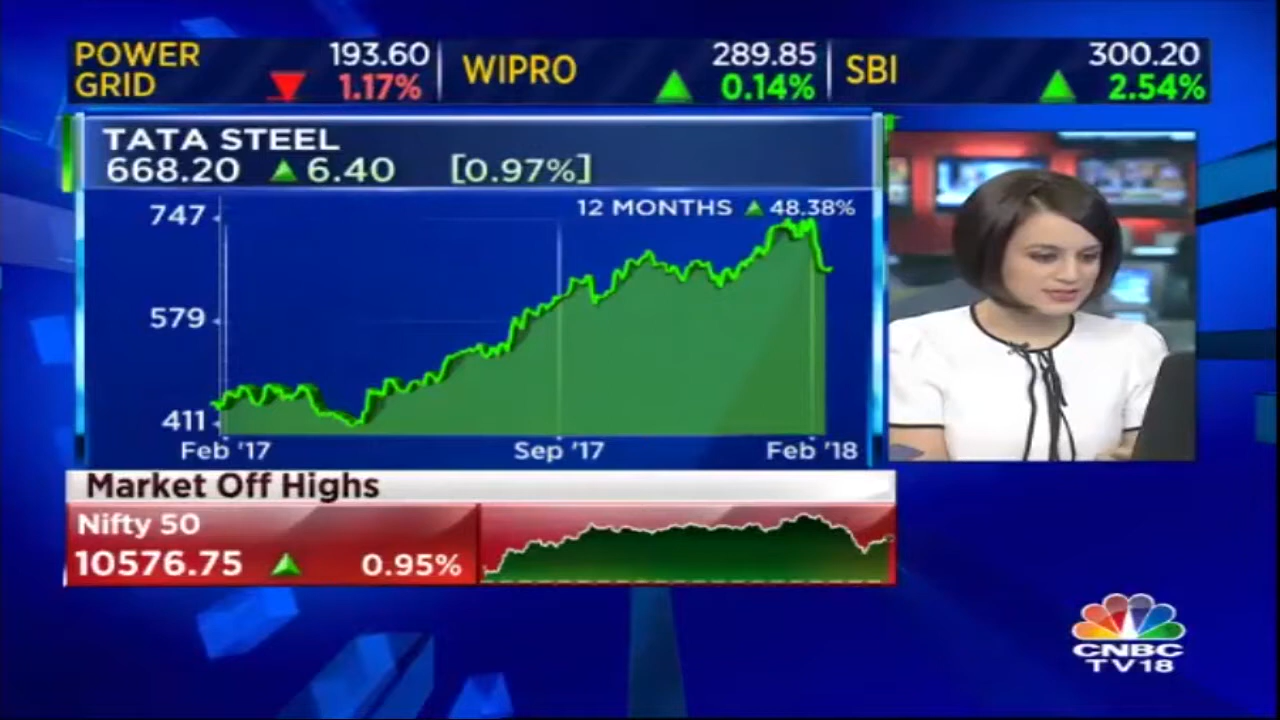 POWER GRID 193.60 1.17%
WIPRO 289.85 0.14%
SBI 300.20 2.54%
TATA STEEL
668.20 6.40 [0.97%]
12 MONTHS 48.38%
747
579
411
Feb '17 Sep '17 Feb '18
Market Off Highs
Nifty 50
10576.75 0.95%
CNBC
TV18